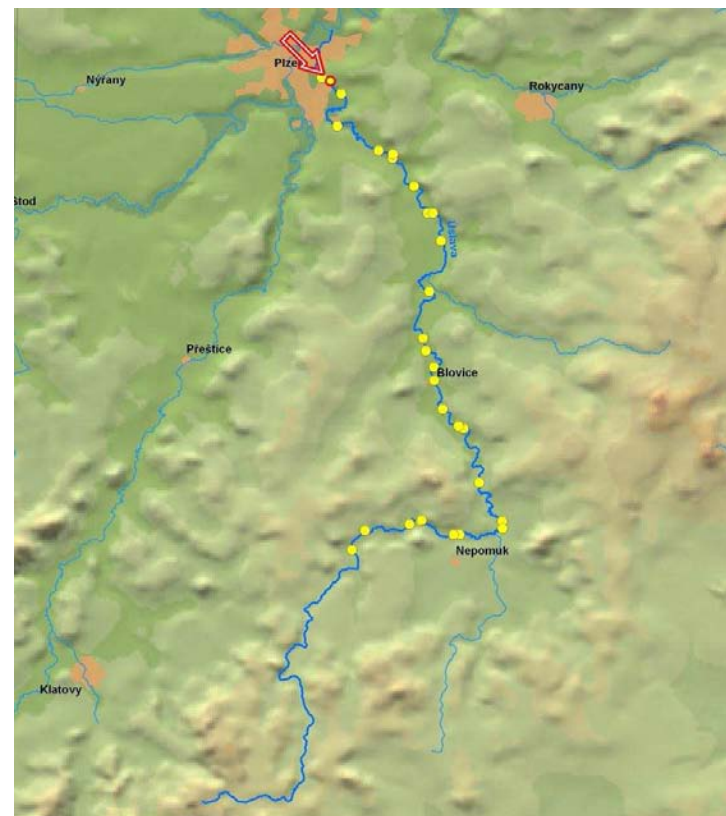 Plzeň
Nýřany
Rokycany
Stod
Úslava
Přeštice
Blovice
Nepomuk
Klatovy